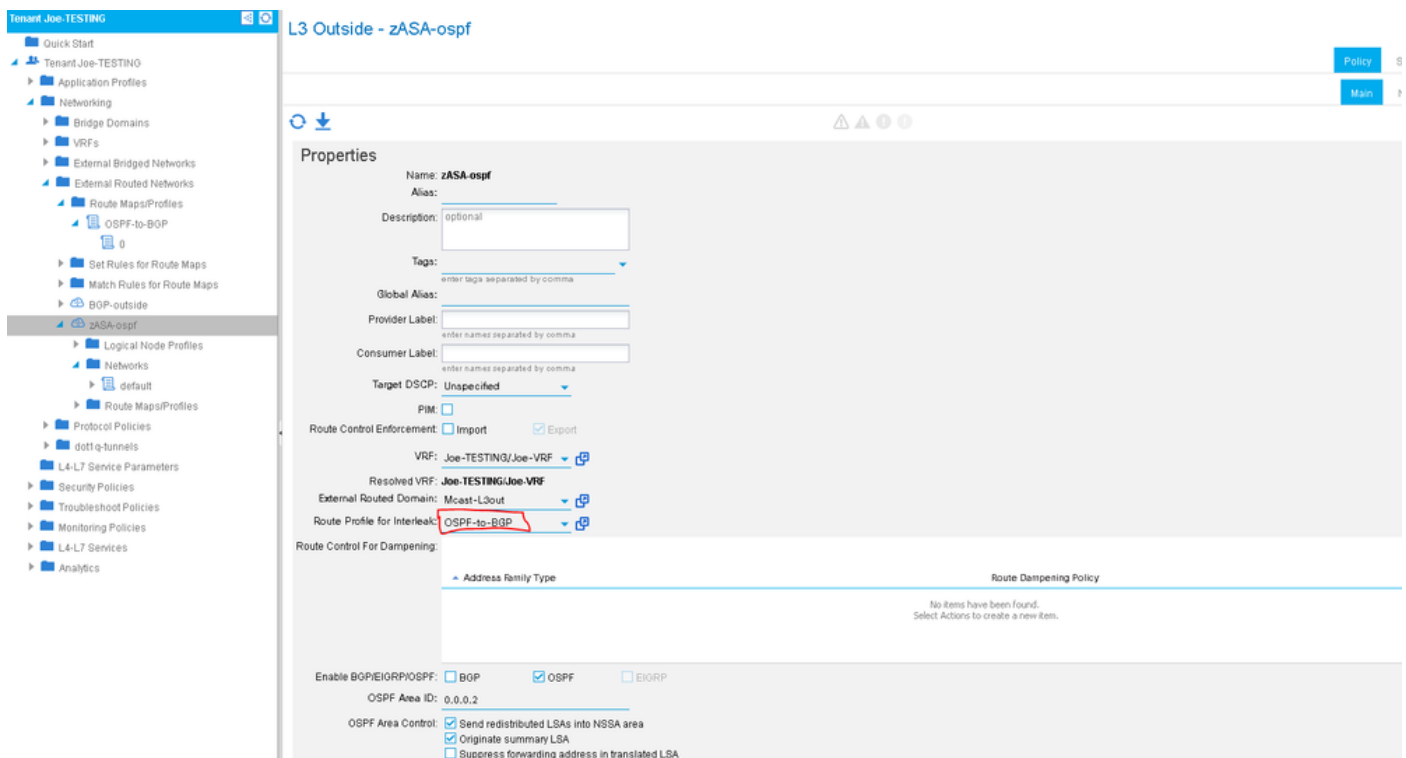 Tenant Joe-TESTING
Quick Start
Tenant Joe-TESTING
Application Profiles
Networking
Bridge Domains
VRFs
External Bridged Networks
External Routed Networks
Route Maps/Profiles
OSPF-to-BGP
0
Set Rules for Route Maps
Match Rules for Route Maps
BGP-outside
zASA-ospf
Logical Node Profiles
Networks
default
Route Maps/Profiles
Protocol Policies
dot1q-tunnels
L4-L7 Service Parameters
Security Policies
Troubleshoot Policies
Monitoring Policies
L4-L7 Services
Analytics
L3 Outside - zASA-ospf
Policy S
Main
Properties
Name: zASA-ospf
Alias:
Description: optional
Tags:
enter tags separated by comma
Global Alias:
Provider Label:
enter names separated by comma
Consumer Label:
enter names separated by comma
Target DSCP: Unspecified
PIM:
Route Control Enforcement: Import Export
VRF: Joe-TESTING/Joe-VRF
Resolved VRF: Joe-TESTING/Joe-VRF
External Routed Domain: Mcast-L3out
Route Profile for Interleak: OSPF-to-BGP
Route Control For Dampening:
Address Family Type Route Dampening Policy
No items have been found.
Select Actions to create a new item.
Enable BGP/EIGRP/OSPF: BGP OSPF EIGRP
OSPF Area ID: 0.0.0.2
OSPF Area Control: Send redistributed LSAs into NSSA area
Originate summary LSA
Suppress forwarding address in translated LSA